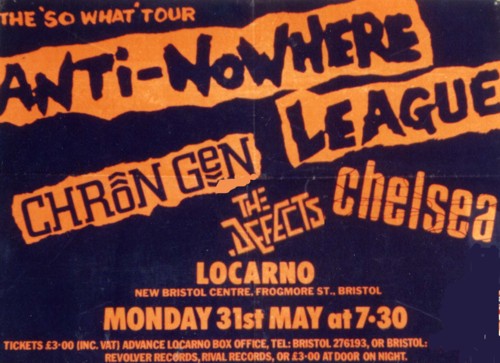 THE 'SO WHAT' TOUR
ANTi-NOWHERE
LEAGUE
CHRôN GeN
THE
DEFECTS
chelsea
LOCARNO
NEW BRISTOL CENTRE. FROGMORE ST., BRISTOL
MONDAY 31st MAY at 7·30
TICKETS £3·00 (INC. VAT) ADVANCE LOCARNO BOX OFFICE, TEL: BRISTOL 276193, OR BRISTOL:
REVOLVER RECORDS, RIVAL RECORDS, OR £3·00 AT DOOR ON NIGHT